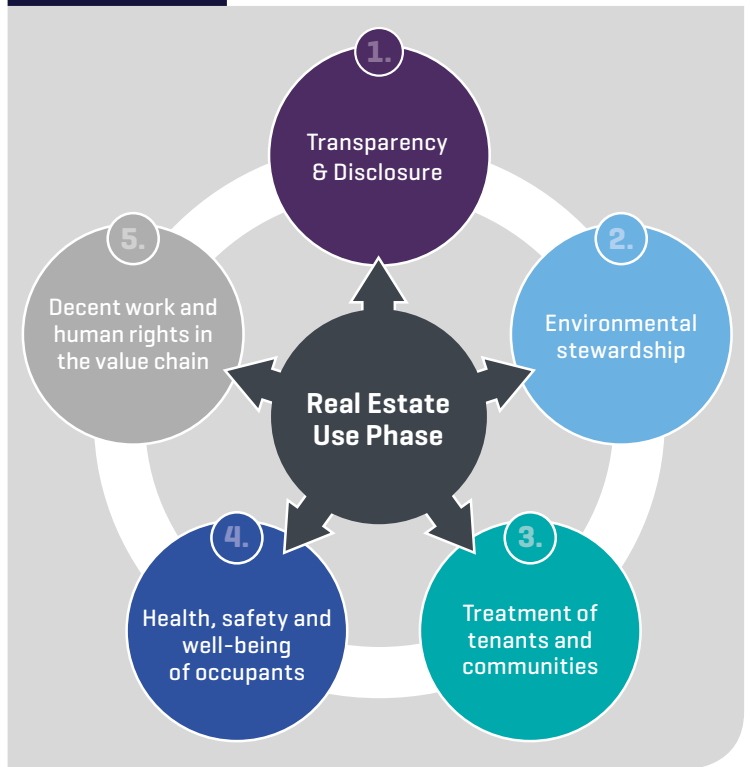 1.
Transparency
& Disclosure
2.
Environmental
stewardship
3.
Treatment of
tenants and
communities
4.
Health, safety and
well-being
of occupants
5.
Decent work and
human rights in
the value chain
Real Estate
Use Phase